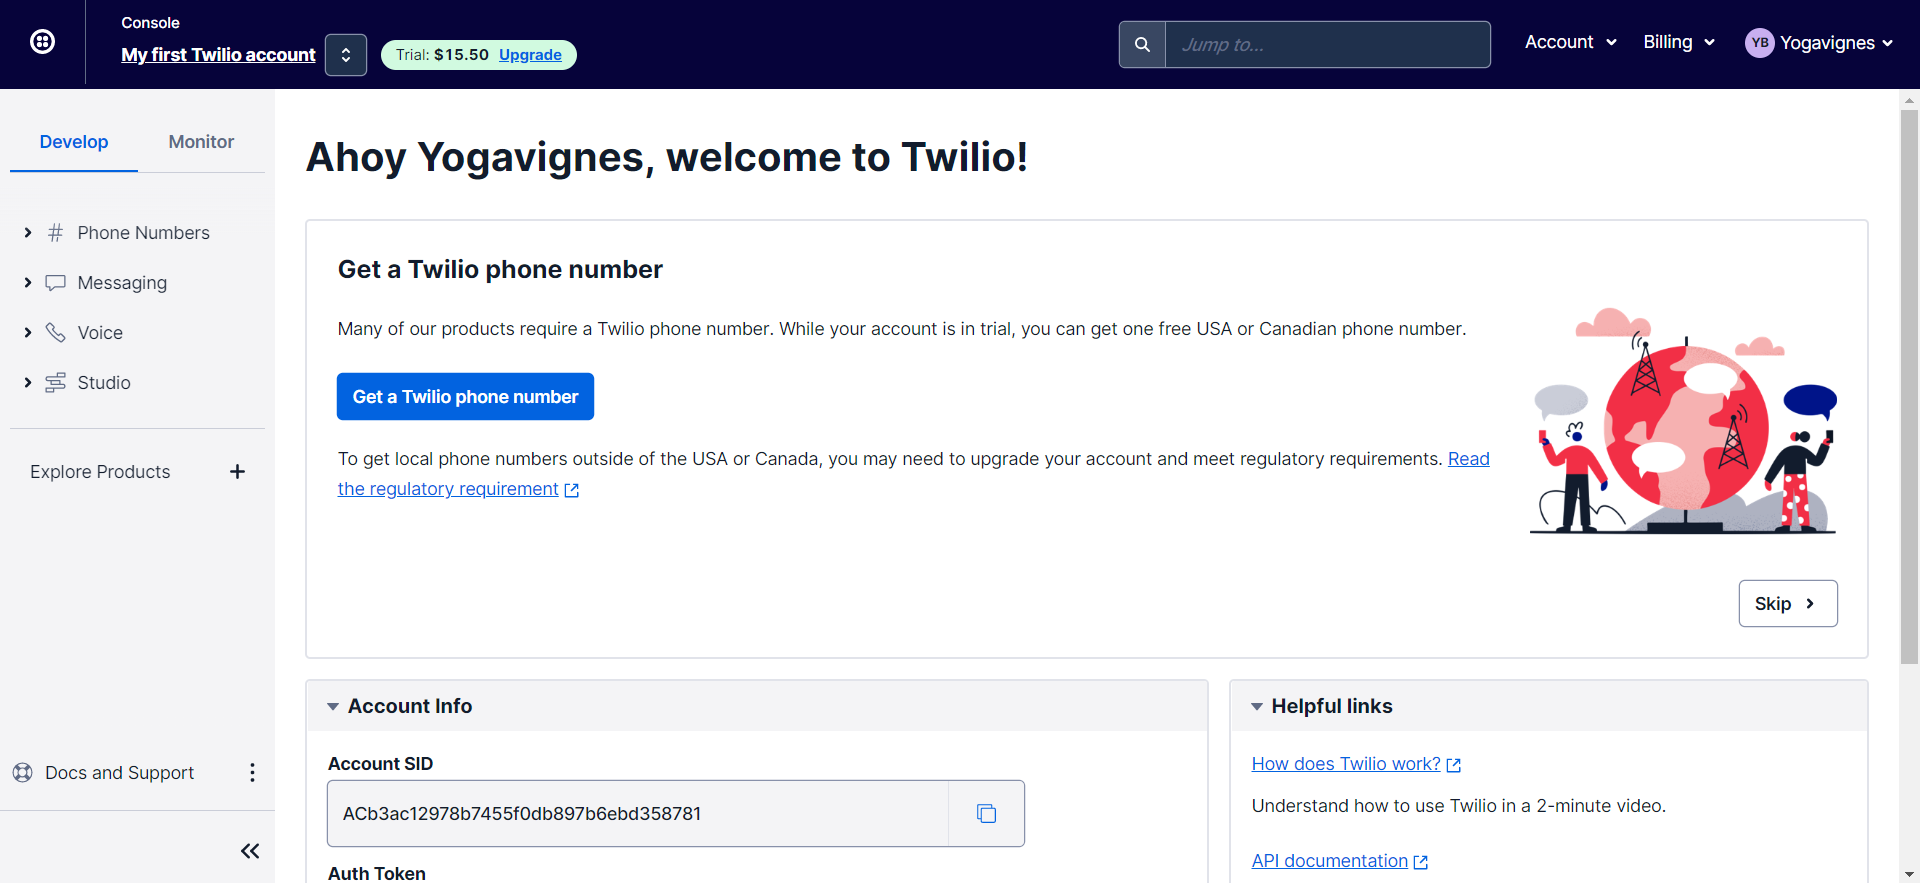 Console
My first Twilio account
Trial: $15.50 Upgrade
Jump to...
Account
Billing
YB Yogavignes
Develop
Monitor
Phone Numbers
Messaging
Voice
Studio
Explore Products
Docs and Support
Ahoy Yogavignes, welcome to Twilio!
Get a Twilio phone number
Many of our products require a Twilio phone number. While your account is in trial, you can get one free USA or Canadian phone number.
Get a Twilio phone number
To get local phone numbers outside of the USA or Canada, you may need to upgrade your account and meet regulatory requirements. Read
the regulatory requirement
Skip
Account Info
Account SID
ACb3ac12978b7455f0db897b6ebd358781
Auth Token
Helpful links
How does Twilio work?
Understand how to use Twilio in a 2-minute video.
API documentation